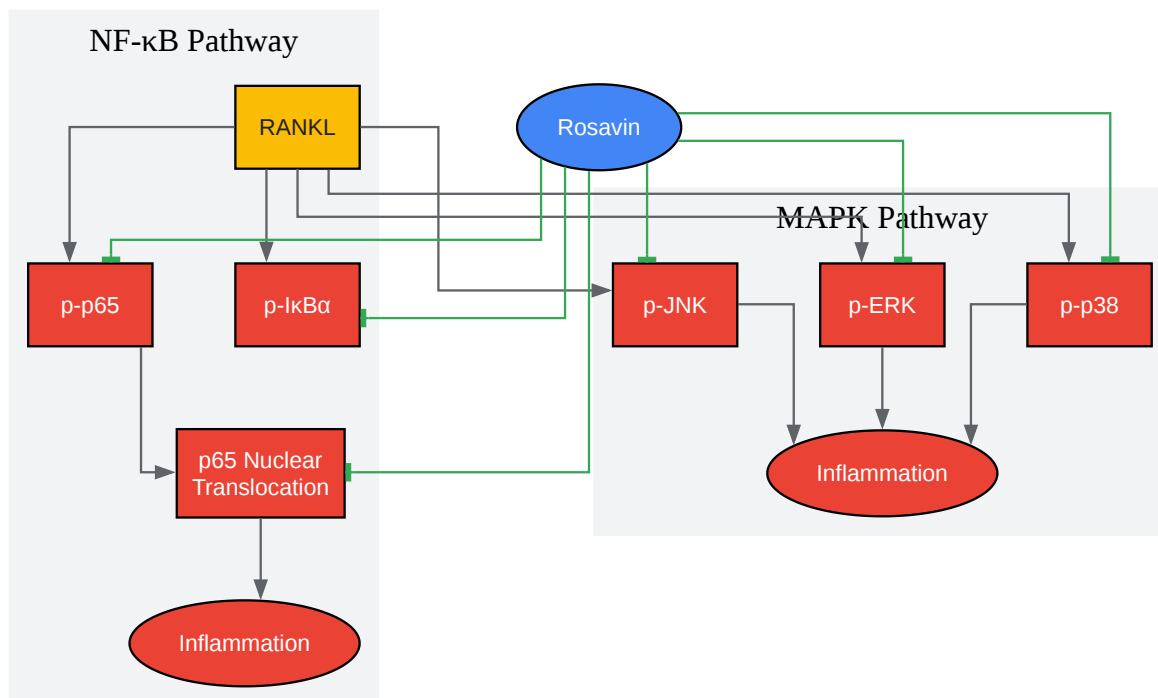 NF-κB Pathway
RANKL
Rosavin
MAPK Pathway
p-p65
p-IκBα
p-JNK
p-ERK
p-p38
p65 Nuclear
Translocation
Inflammation
Inflammation